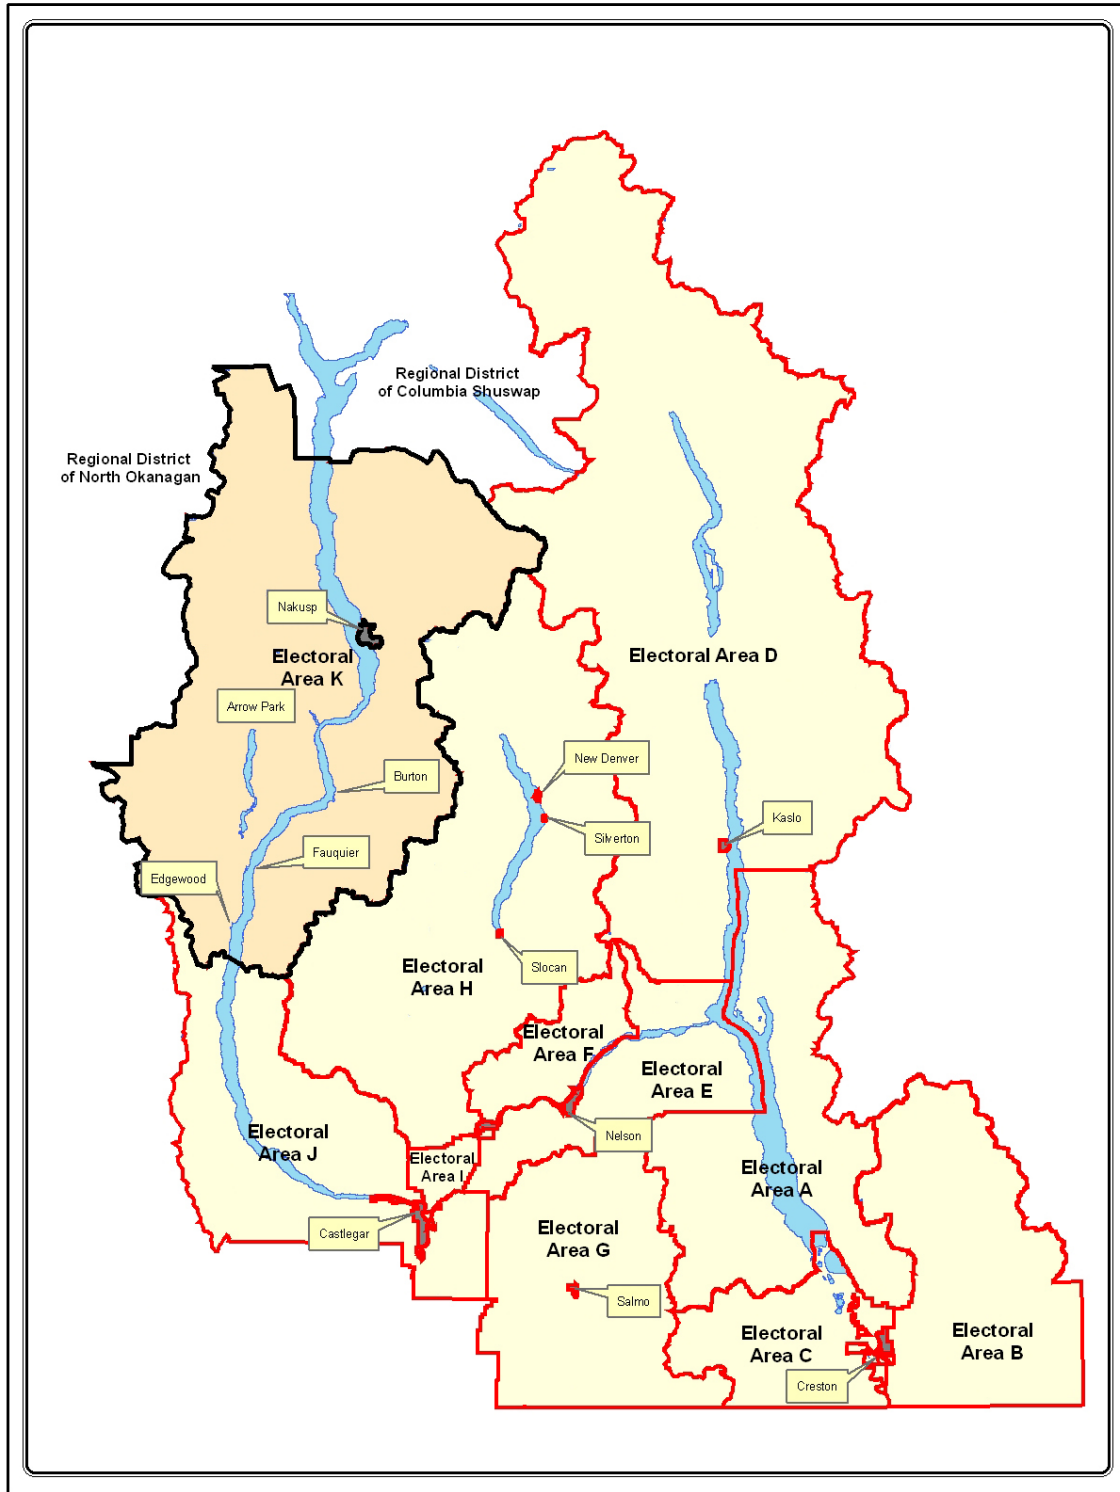 Regional District
of Columbia Shuswap
Regional District
of North Okanagan
Nakusp
Electoral
Area K
Electoral Area D
Arrow Park
New Denver
Burton
Kaslo
Silverton
Fauquier
Edgewood
Slocan
Electoral
Area H
Electoral
Area F
Electoral
Area E
Nelson
Electoral
Area J
Electoral
Area I
Electoral
Area A
Castlegar
Electoral
Area G
Salmo
Electoral
Area C
Electoral
Area B
Creston